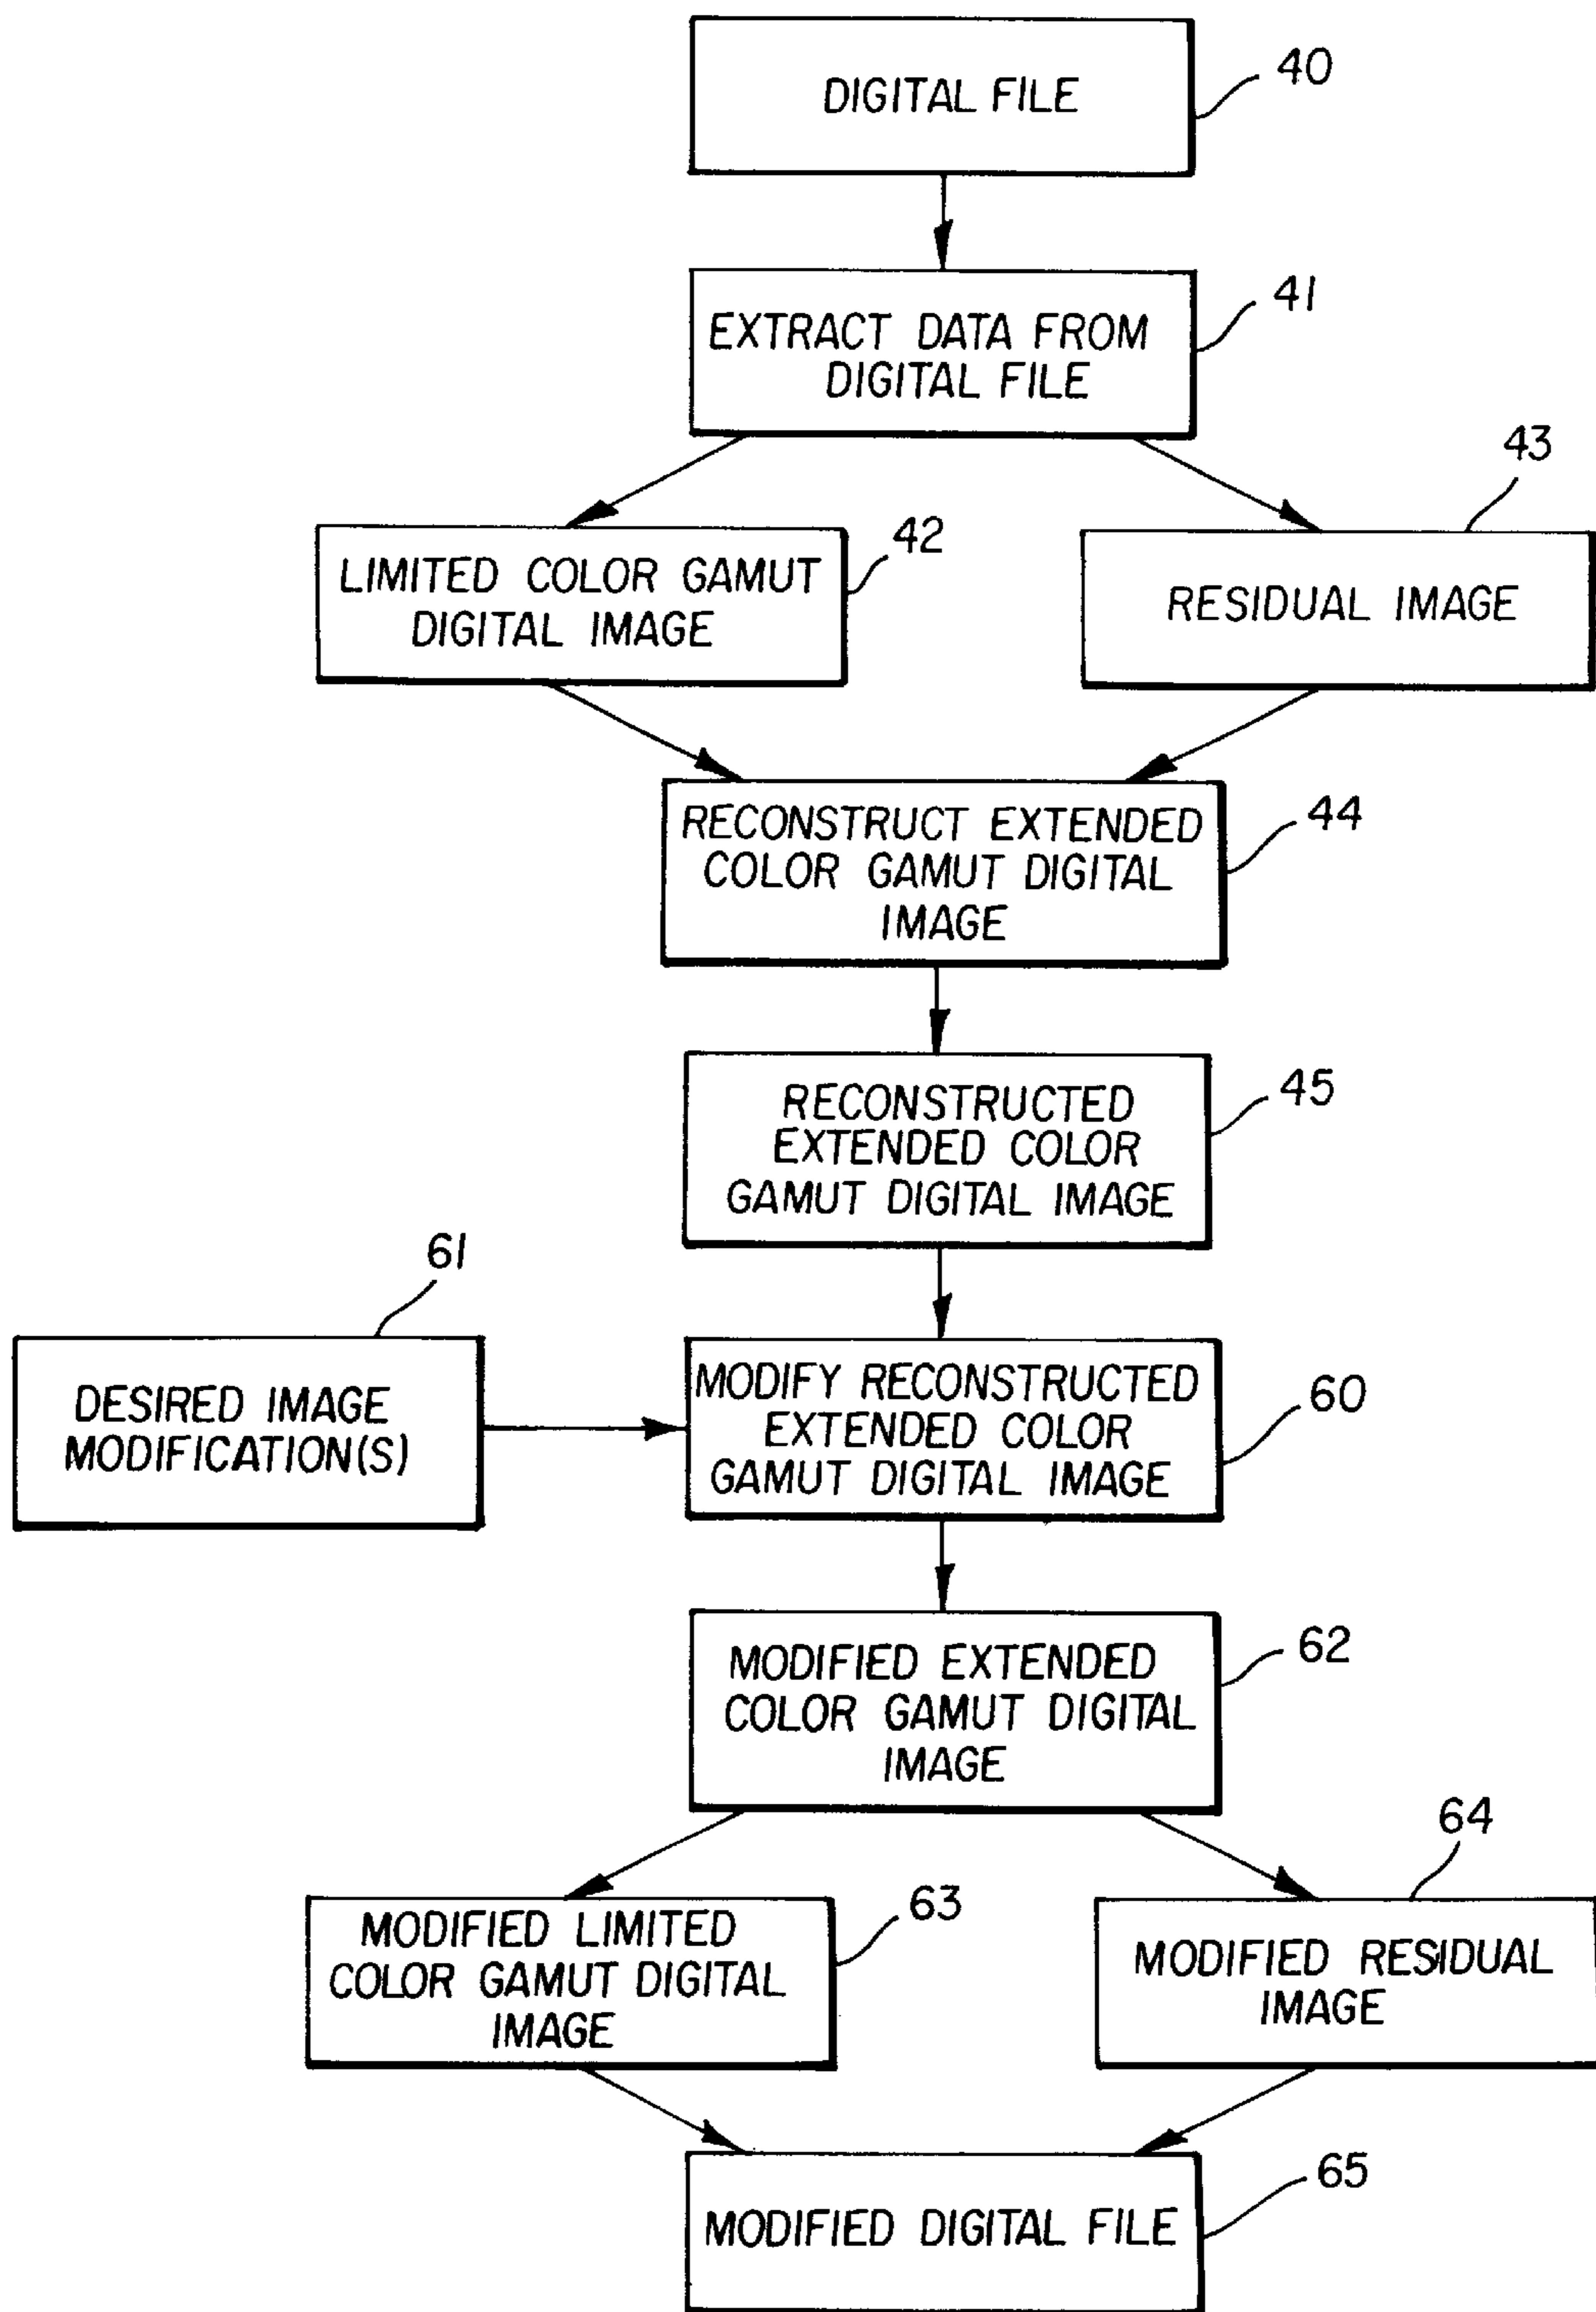 DIGITAL FILE
40
EXTRACT DATA FROM
DIGITAL FILE
41
LIMITED COLOR GAMUT
DIGITAL IMAGE
42
RESIDUAL IMAGE
43
RECONSTRUCT EXTENDED
COLOR GAMUT DIGITAL
IMAGE
44
RECONSTRUCTED
EXTENDED COLOR
GAMUT DIGITAL IMAGE
45
DESIRED IMAGE
MODIFICATION(S)
61
MODIFY RECONSTRUCTED
EXTENDED COLOR
GAMUT DIGITAL IMAGE
60
MODIFIED EXTENDED
COLOR GAMUT DIGITAL
IMAGE
62
MODIFIED LIMITED
COLOR GAMUT DIGITAL
IMAGE
63
MODIFIED RESIDUAL
IMAGE
64
MODIFIED DIGITAL FILE
65